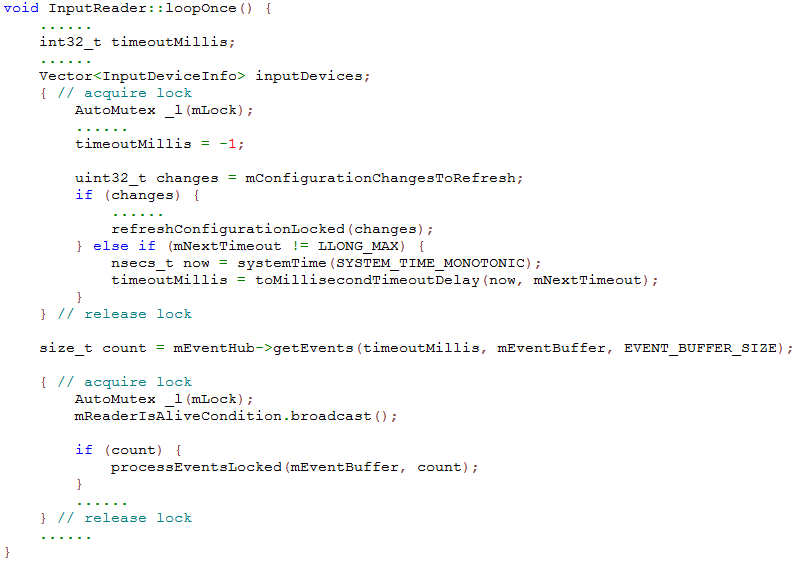 void InputReader::loopOnce() {
    ......
    int32_t timeoutMillis;
    ......
    Vector<InputDeviceInfo> inputDevices;
    { // acquire lock
        AutoMutex _l(mLock);
        ......
        timeoutMillis = -1;

        uint32_t changes = mConfigurationChangesToRefresh;
        if (changes) {
            ......
            refreshConfigurationLocked(changes);
        } else if (mNextTimeout != LLONG_MAX) {
            nsecs_t now = systemTime(SYSTEM_TIME_MONOTONIC);
            timeoutMillis = toMillisecondTimeoutDelay(now, mNextTimeout);
        }
    } // release lock

    size_t count = mEventHub->getEvents(timeoutMillis, mEventBuffer, EVENT_BUFFER_SIZE);

    { // acquire lock
        AutoMutex _l(mLock);
        mReaderIsAliveCondition.broadcast();

        if (count) {
            processEventsLocked(mEventBuffer, count);
        }
        ......
    } // release lock
    ......
}